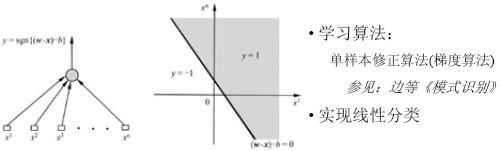 y = sgn{(w·x)-b}
x¹ x² x³ · · · xⁿ
xⁿ
y = 1
y = -1
0
x¹
(w·x)-b = 0
• 学习算法：
单样本修正算法(梯度算法)
参见：边等《模式识别》
• 实现线性分类